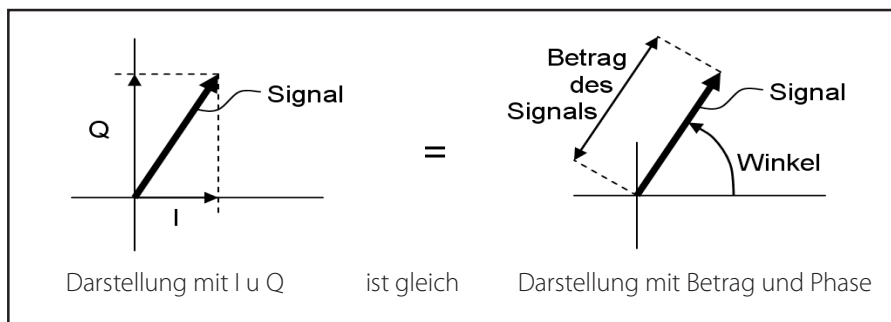 Q
Signal
I
=
Betrag
des
Signals
Signal
Winkel
Darstellung mit I u Q
ist gleich
Darstellung mit Betrag und Phase